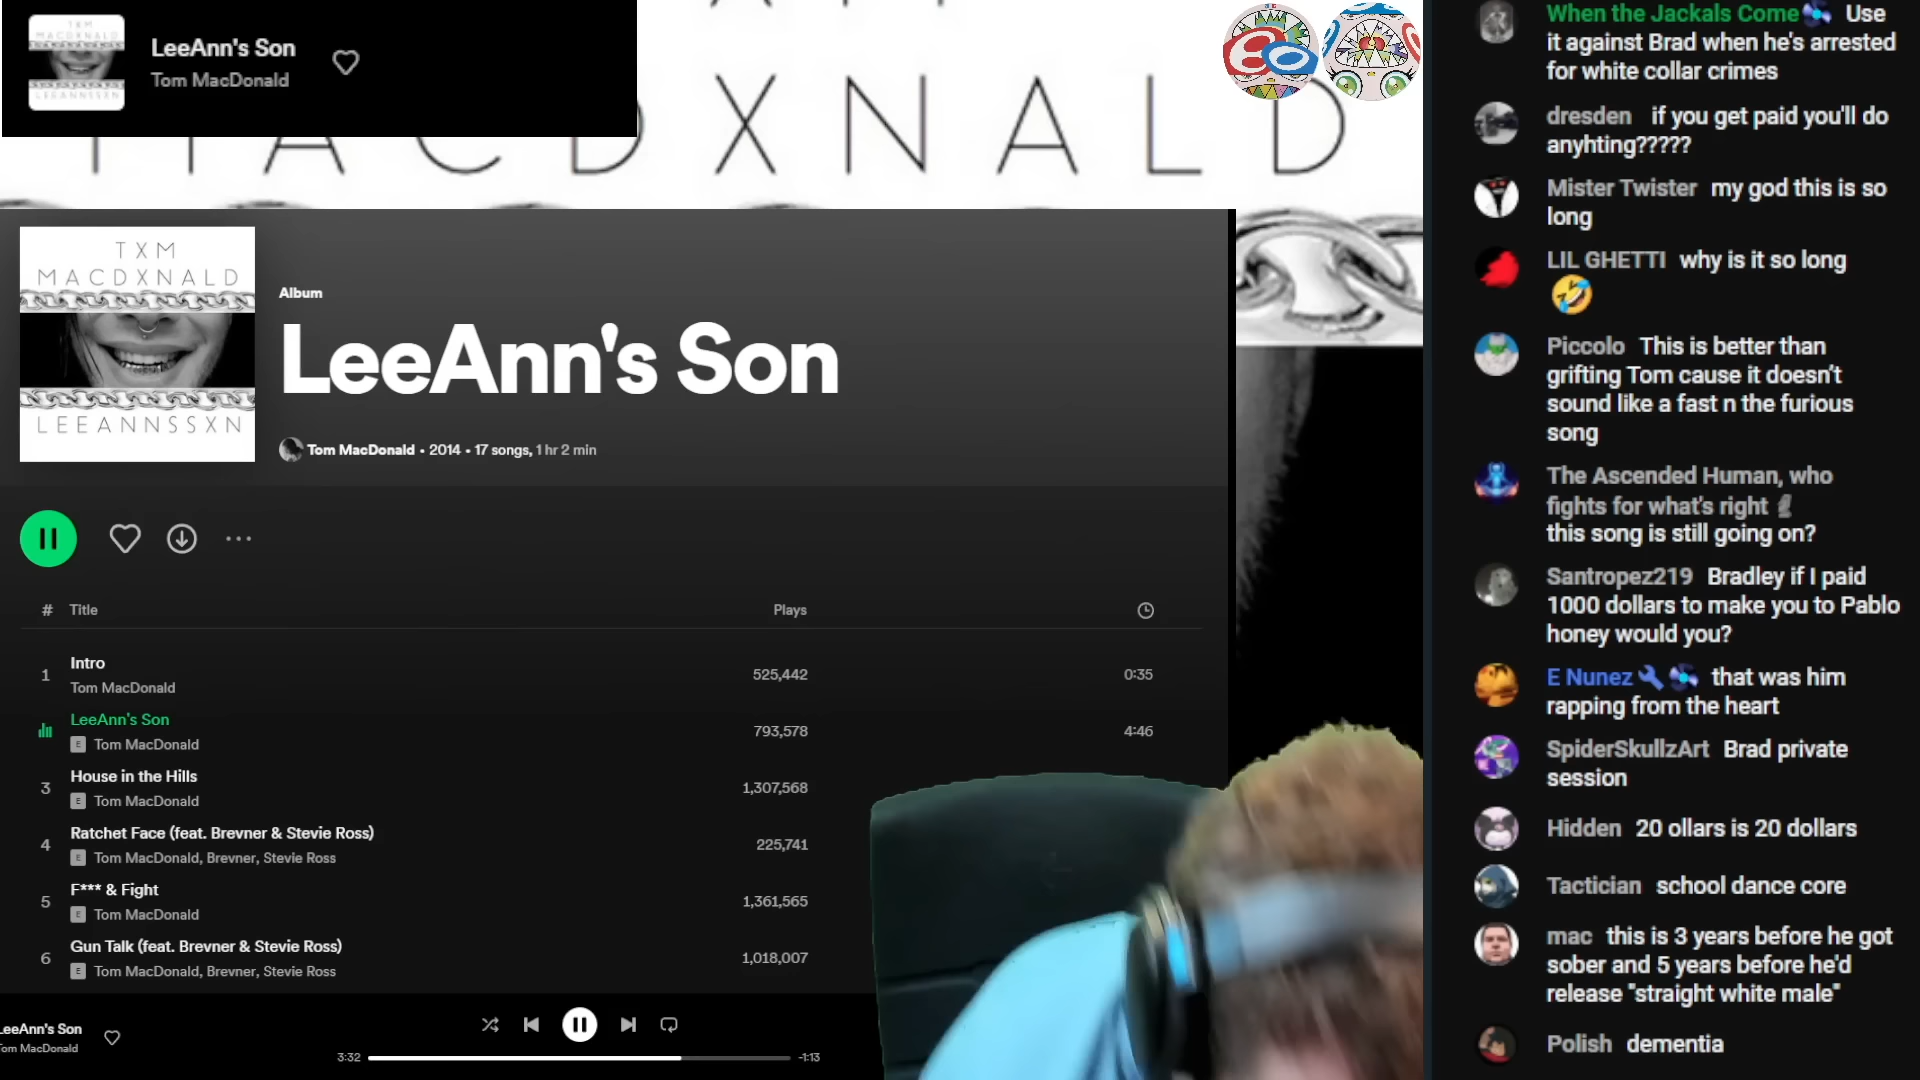 TXM
MACDXNALD
LEEANNSSXN
LeeAnn's Son
Tom MacDonald
MACDXNALD
TXM
MACDXNALD
LEEANNSSXN
Album
LeeAnn's Son
Tom MacDonald • 2014 • 17 songs, 1 hr 2 min
# Title Plays
1 Intro 525,442 0:35
Tom MacDonald
LeeAnn's Son 793,578 4:46
E Tom MacDonald
3 House in the Hills 1,307,568
E Tom MacDonald
4 Ratchet Face (feat. Brevner & Stevie Ross) 225,741
E Tom MacDonald, Brevner, Stevie Ross
5 F*** & Fight 1,361,565
E Tom MacDonald
6 Gun Talk (feat. Brevner & Stevie Ross) 1,018,007
E Tom MacDonald, Brevner, Stevie Ross
LeeAnn's Son
Tom MacDonald
3:32 -1:13
When the Jackals Come Use
it against Brad when he's arrested
for white collar crimes
dresden if you get paid you'll do
anyhting?????
Mister Twister my god this is so
long
LIL GHETTI why is it so long
Piccolo This is better than
grifting Tom cause it doesn't
sound like a fast n the furious
song
The Ascended Human, who
fights for what's right
this song is still going on?
Santropez219 Bradley if I paid
1000 dollars to make you to Pablo
honey would you?
E Nunez that was him
rapping from the heart
SpiderSkullzArt Brad private
session
Hidden 20 ollars is 20 dollars
Tactician school dance core
mac this is 3 years before he got
sober and 5 years before he'd
release "straight white male"
Polish dementia